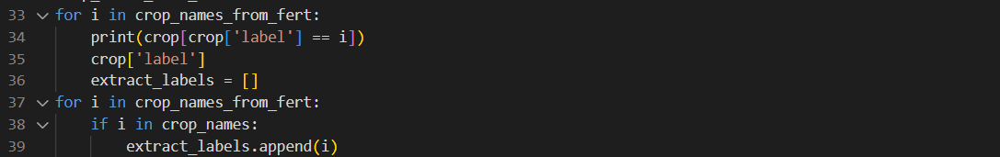 33 for i in crop_names_from_fert:
34     print(crop[crop['label'] == i])
35     crop['label']
36     extract_labels = []
37 for i in crop_names_from_fert:
38     if i in crop_names:
39         extract_labels.append(i)